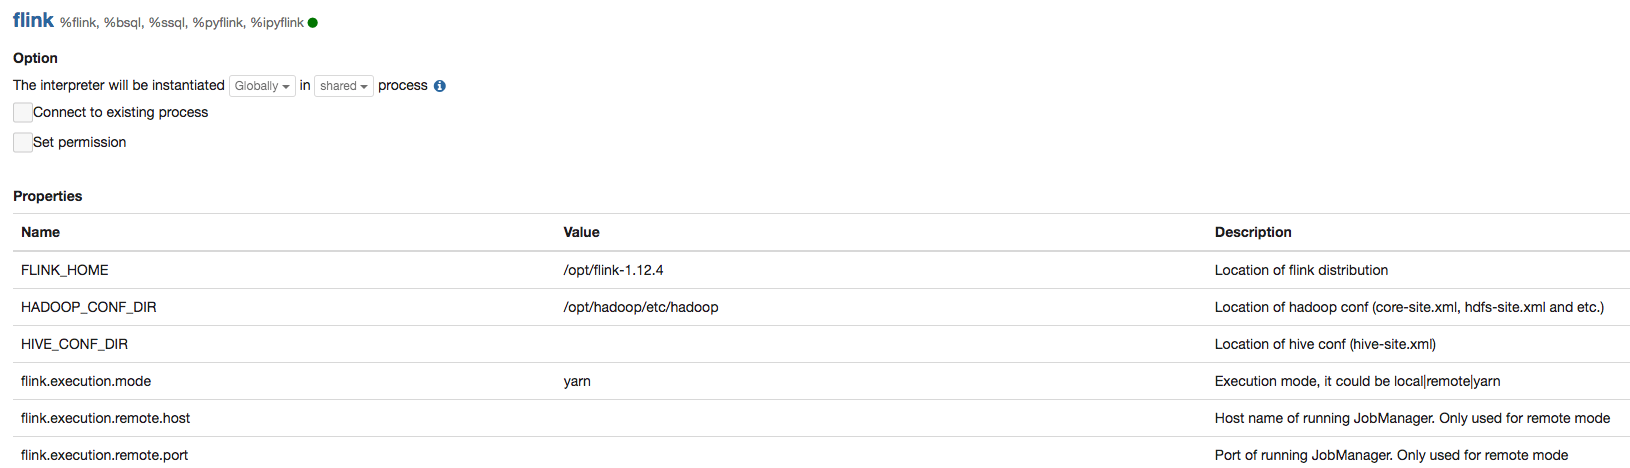 flink %flink, %bsql, %ssql, %pyflink, %ipyflink
Option
The interpreter will be instantiated Globally in shared process
Connect to existing process
Set permission
Properties
Name Value Description
FLINK_HOME /opt/flink-1.12.4 Location of flink distribution
HADOOP_CONF_DIR /opt/hadoop/etc/hadoop Location of hadoop conf (core-site.xml, hdfs-site.xml and etc.)
HIVE_CONF_DIR Location of hive conf (hive-site.xml)
flink.execution.mode yarn Execution mode, it could be local|remote|yarn
flink.execution.remote.host Host name of running JobManager. Only used for remote mode
flink.execution.remote.port Port of running JobManager. Only used for remote mode